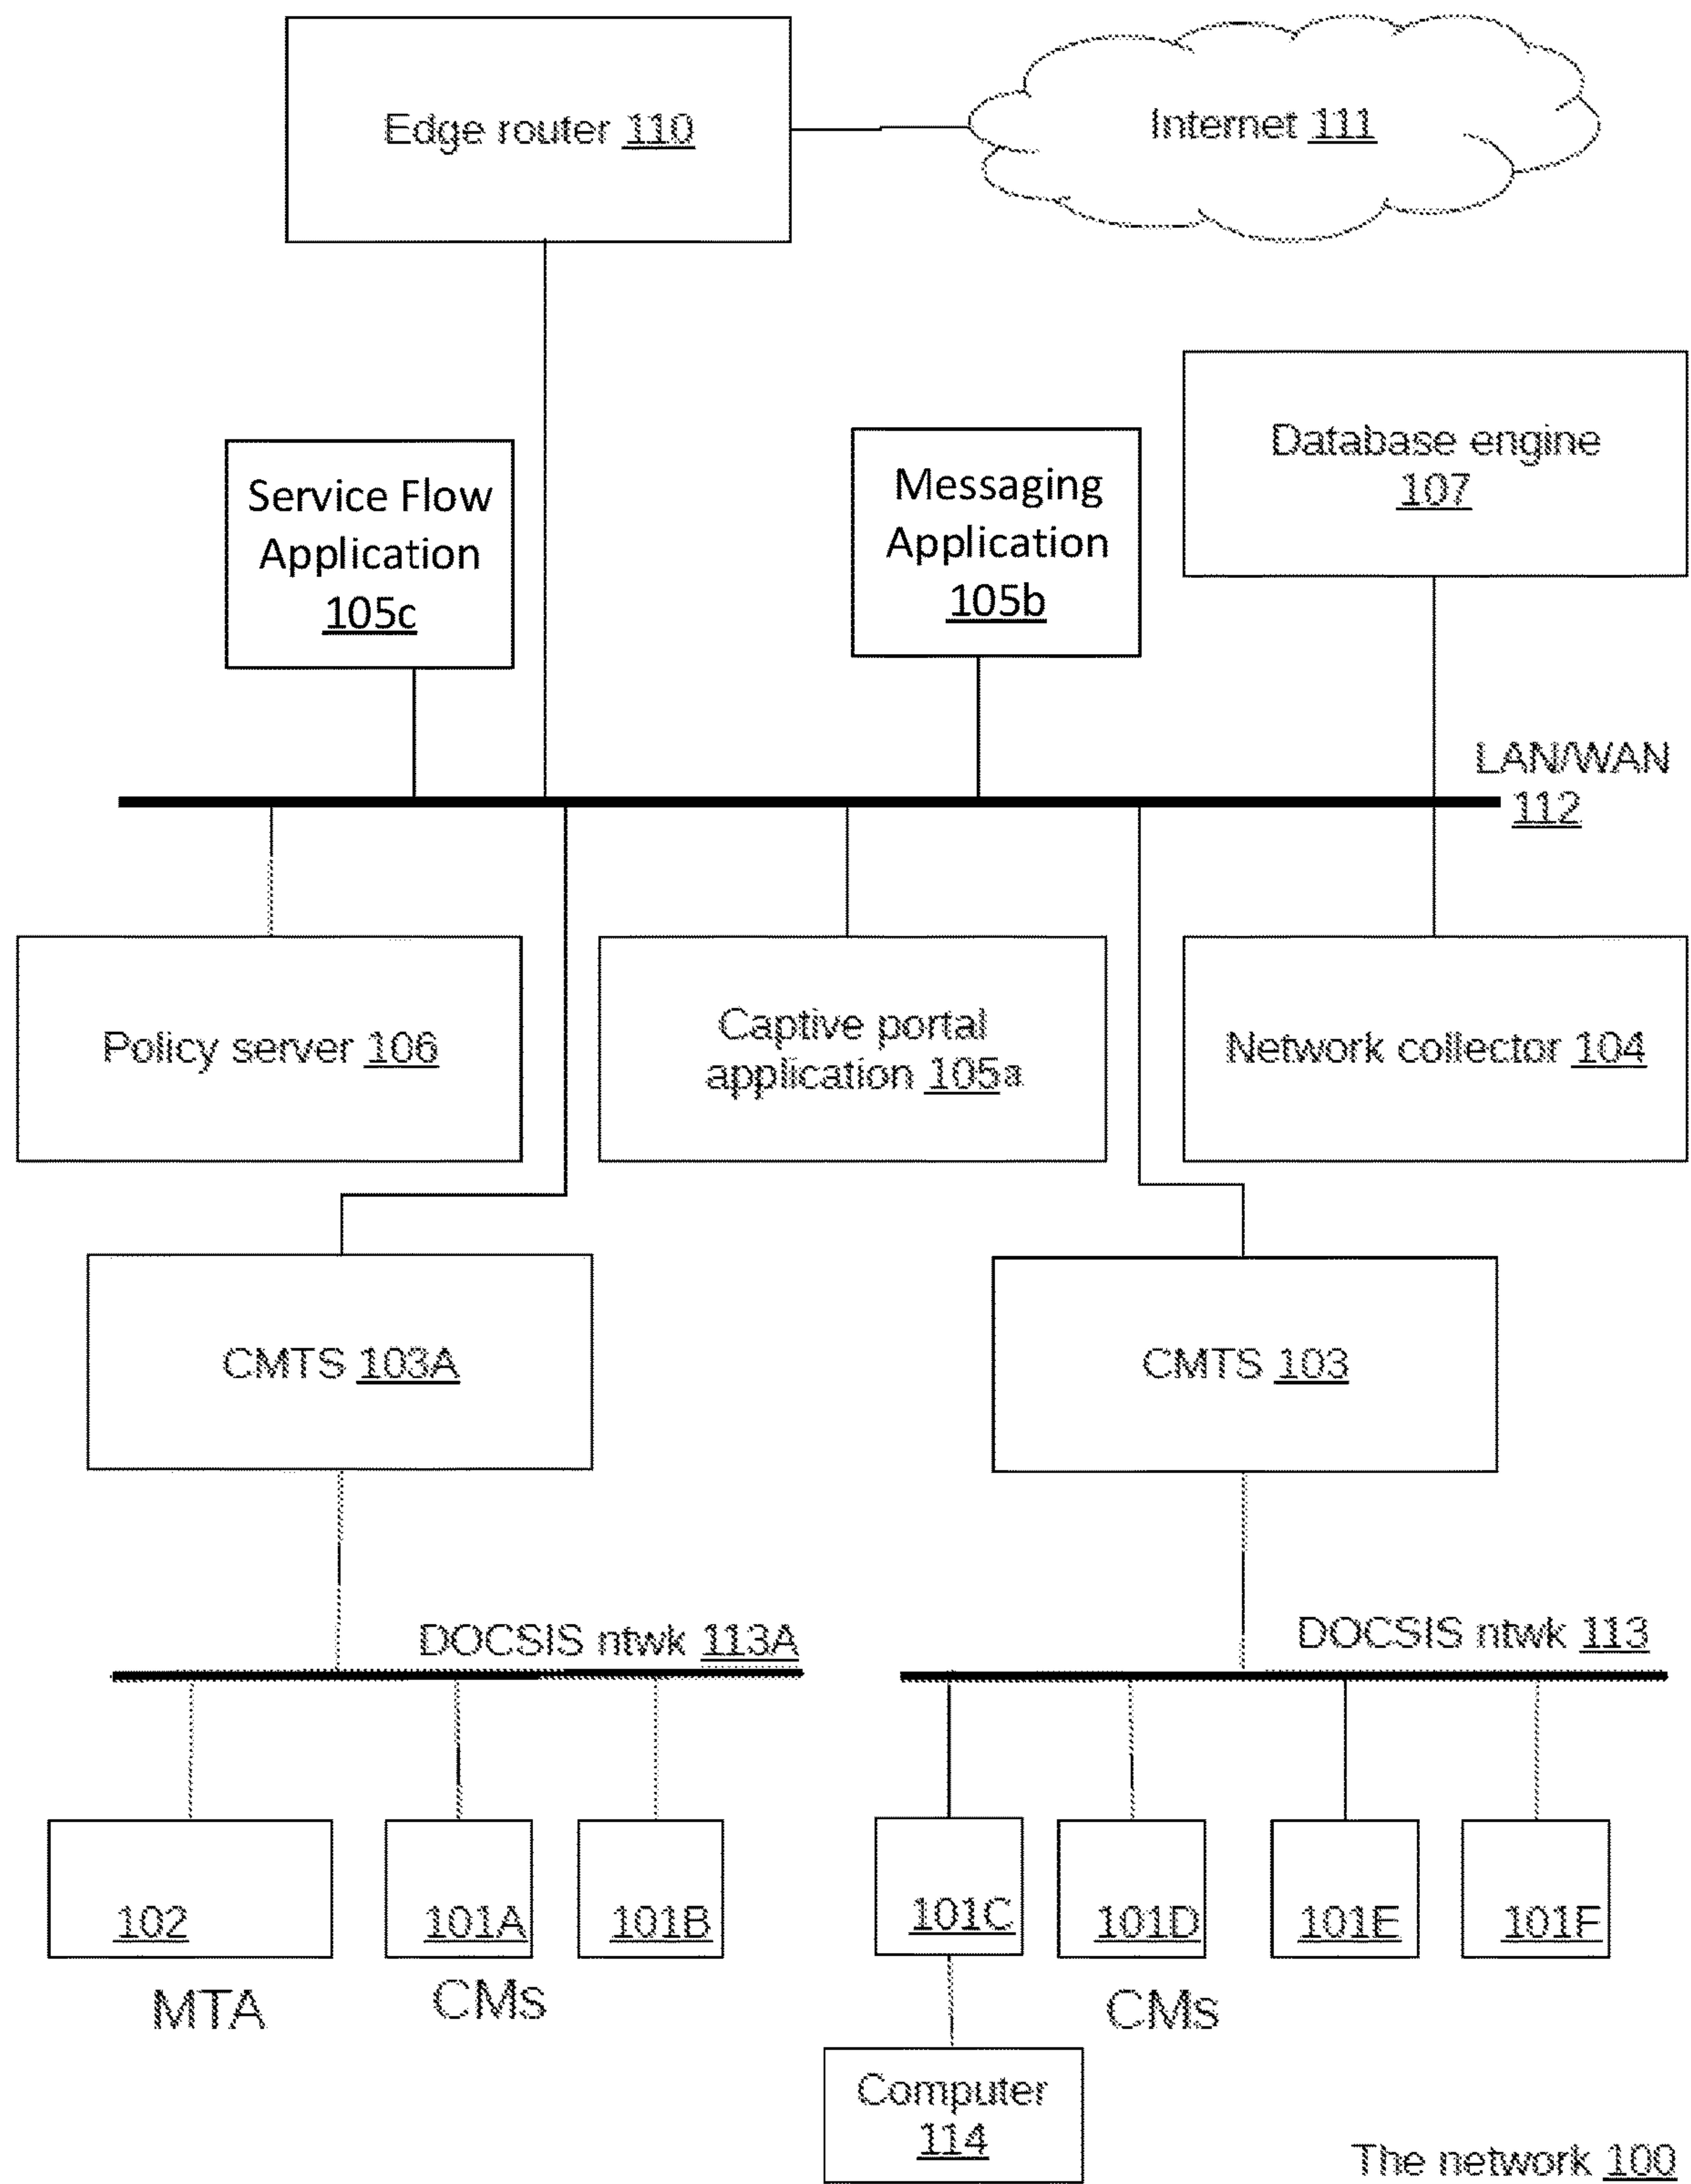 Edge router 110
Internet 111
Service Flow
Application
105c
Messaging
Application
105b
Database engine
107
LAN/WAN
112
Policy server 106
Captive portal
application 105a
Network collector 104
CMTS 103A
CMTS 103
DOCSIS ntwk 113A
DOCSIS ntwk 113
102
101A
101B
101C
101D
101E
101F
MTA
CMs
CMs
Computer
114
The network 100